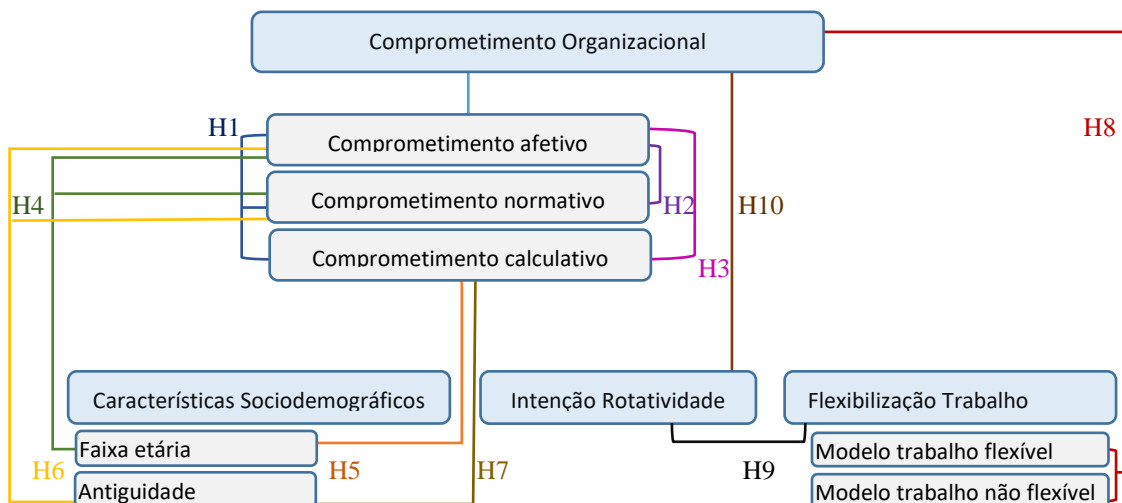 Comprometimento Organizacional
H1
H8
Comprometimento afetivo
H4
Comprometimento normativo
H2
H10
Comprometimento calculativo
H3
Característicos Sociodemográficos
Intenção Rotatividade
Flexibilização Trabalho
Faixa etária
Modelo trabalho flexível
H6
H5
H7
H9
Antiguidade
Modelo trabalho não flexível